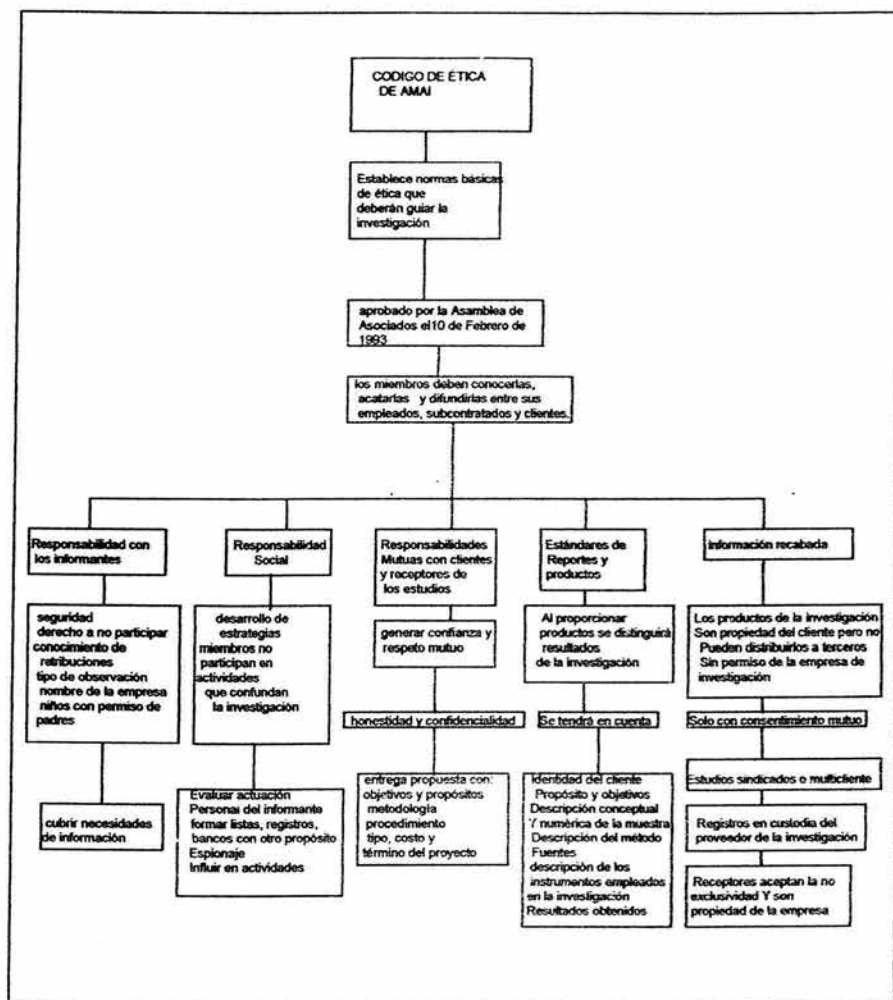 CODIGO DE ÉTICA
DE AMAI
Establece normas básicas
de ética que
deberán guiar la
investigación
aprobado por la Asamblea de
Asociados el10 de Febrero de
1993
los miembros deben conocerlas,
acatarlas y difundirlas entre sus
empleados, subcontratados y clientes.
Responsabilidad con
los informantes
seguridad
derecho a no participar
conocimiento de
retribuciones
tipo de observación
nombre de la empresa
niños con permiso de
padres
cubrir necesidades
de información
Responsabilidad
Social
desarrollo de
estrategias
miembros no
participan en
actividades
que confundan
la investigación
Evaluar actuación
Personal del informante
formar listas, registros,
bancos con otro propósito
Espionaje
Influir en actividades
Responsabilidades
Mutuas con clientes
y receptores de
los estudios
generar confianza y
respeto mutuo
honestidad y confidencialidad
entrega propuesta con:
objetivos y propósitos
metodología
procedimiento
tipo, costo y
término del proyecto
Estándares de
Reportes y
productos
Al proporcionar
productos se distinguirá
resultados
de la investigación
Se tendrá en cuenta
Identidad del cliente
Propósito y objetivos
Descripción conceptual
Y numérica de la muestra
Descripción del método
Fuentes
descripción de los
instrumentos empleados
en la investigación
Resultados obtenidos
información recabada
Los productos de la investigación
Son propiedad del cliente pero no
Pueden distribuirlos a terceros
Sin permiso de la empresa de
investigación
Solo con consentimiento mutuo
Estudios sindicados o multicliente
Registros en custodia del
proveedor de la investigación
Receptores aceptan la no
exclusividad Y son
propiedad de la empresa